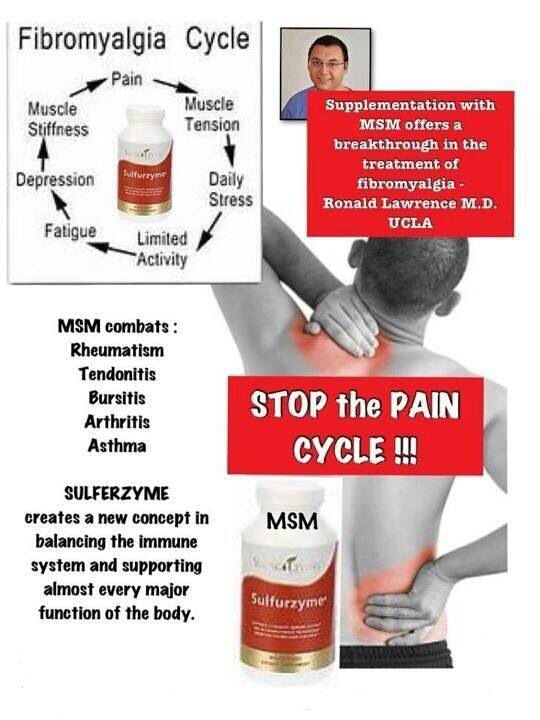 Fibromyalgia Cycle
Pain
Muscle
Tension
Daily
Stress
Limited
Activity
Fatigue
Depression
Muscle
Stiffness
Sulfurzyme
Supplementation with
MSM offers a
breakthrough in the
treatment of
fibromyalgia -
Ronald Lawrence M.D.
UCLA
MSM combats :
Rheumatism
Tendonitis
Bursitis
Arthritis
Asthma
STOP the PAIN
CYCLE !!!
SULFERZYME
creates a new concept in
balancing the immune
system and supporting
almost every major
function of the body.
MSM
Sulfurzyme